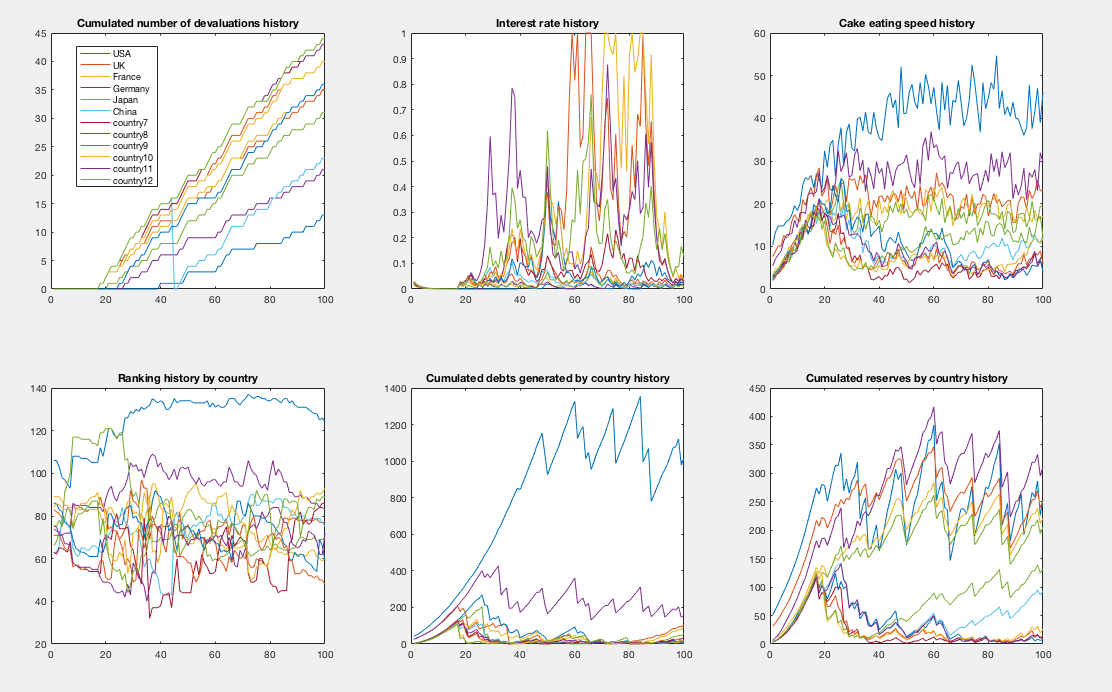 Cumulated number of devaluations history
45
40
35
30
25
20
15
10
5
0
0 20 40 60 80 100
USA
UK
France
Germany
Japan
China
country7
country8
country9
country10
country11
country12
Interest rate history
1
0.9
0.8
0.7
0.6
0.5
0.4
0.3
0.2
0.1
0
0 20 40 60 80 100
Cake eating speed history
60
50
40
30
20
10
0
0 20 40 60 80 100
Ranking history by country
140
120
100
80
60
40
20
0 20 40 60 80 100
Cumulated debts generated by country history
1400
1200
1000
800
600
400
200
0
0 20 40 60 80 100
Cumulated reserves by country history
450
400
350
300
250
200
150
100
50
0
0 20 40 60 80 100